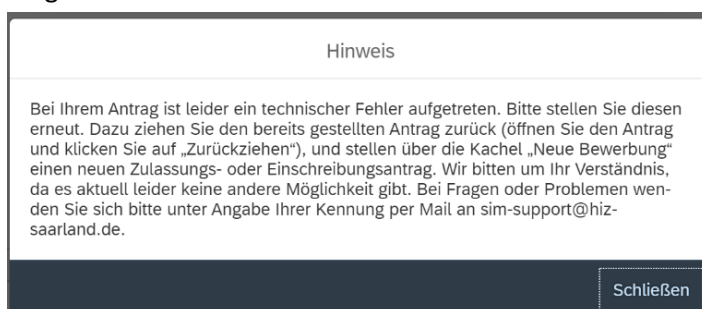 Hinweis
Bei Ihrem Antrag ist leider ein technischer Fehler aufgetreten. Bitte stellen Sie diesen
erneut. Dazu ziehen Sie den bereits gestellten Antrag zurück (öffnen Sie den Antrag
und klicken Sie auf „Zurückziehen“), und stellen über die Kachel „Neue Bewerbung“
einen neuen Zulassungs- oder Einschreibungsantrag. Wir bitten um Ihr Verständnis,
da es aktuell leider keine andere Möglichkeit gibt. Bei Fragen oder Problemen wen-
den Sie sich bitte unter Angabe Ihrer Kennung per Mail an sim-support@hiz-
saarland.de.
Schließen